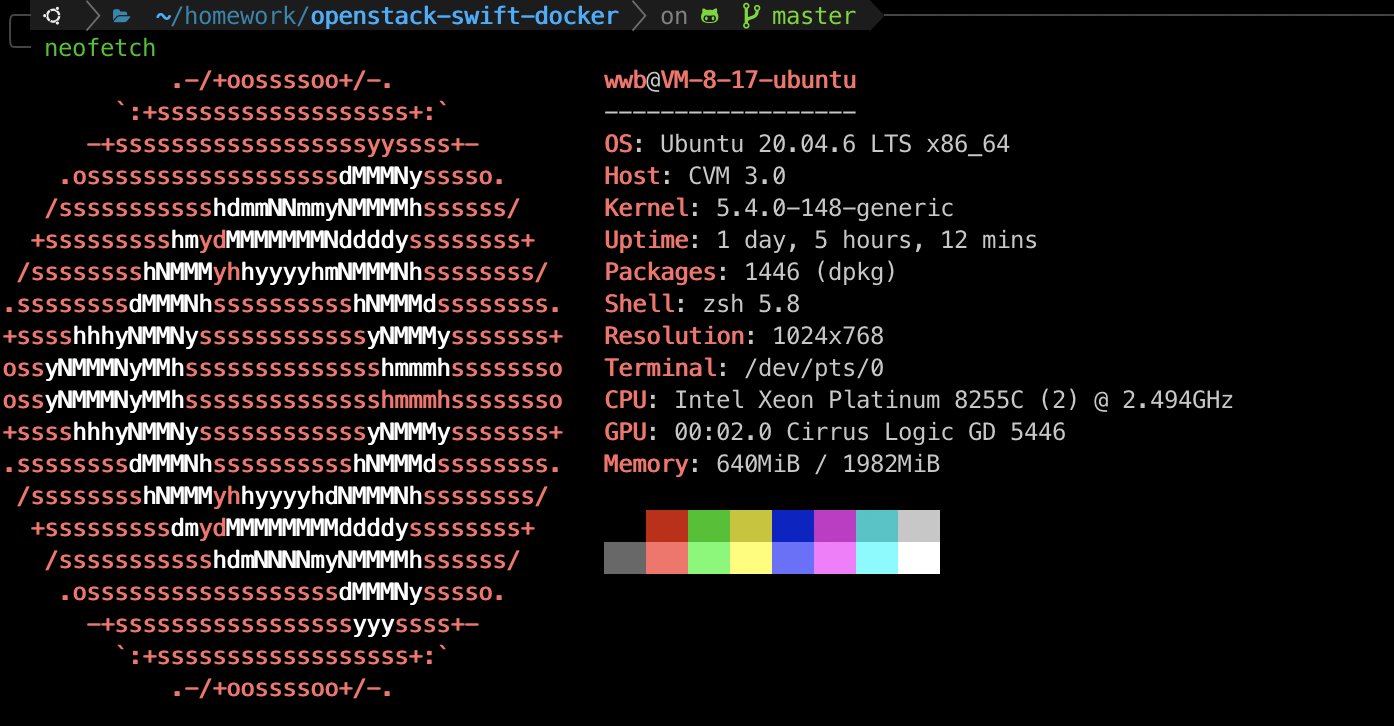 ~/homework/openstack-swift-docker on master
neofetch
.-/+oossssoo+/-.
`:+ssssssssssssssssss+:`
-+ssssssssssssssssssyyssss+-
.ossssssssssssssssssdMMMNysssso.
/ssssssssssshdmmNNmmyNMMMMhssssss/
+ssssssssshmydMMMMMMMNddddyssssssss+
/sssssssshNMMMyhhyyyyhmNMMMNhssssssss/
.ssssssssdMMMNhsssssssssshNMMMdssssssss.
+sssshhhyNMMNyssssssssssssyNMMMysssssss+
ossyNMMMNyMMhsssssssssssssshmmmhssssssso
ossyNMMMNyMMhsssssssssssssshmmmhssssssso
+sssshhhyNMMNyssssssssssssyNMMMysssssss+
.ssssssssdMMMNhsssssssssshNMMMdssssssss.
/sssssssshNMMMyhhyyyyhdNMMMNhssssssss/
+sssssssssdmydMMMMMMMMddddyssssssss+
/ssssssssssshdmNNNNmyNMMMMhssssss/
.ossssssssssssssssssdMMMNysssso.
-+sssssssssssssssssyyyssss+-
`:+ssssssssssssssssss+:`
.-/+oossssoo+/-.
wwb@VM-8-17-ubuntu
------------------
OS: Ubuntu 20.04.6 LTS x86_64
Host: CVM 3.0
Kernel: 5.4.0-148-generic
Uptime: 1 day, 5 hours, 12 mins
Packages: 1446 (dpkg)
Shell: zsh 5.8
Resolution: 1024x768
Terminal: /dev/pts/0
CPU: Intel Xeon Platinum 8255C (2) @ 2.494GHz
GPU: 00:02.0 Cirrus Logic GD 5446
Memory: 640MiB / 1982MiB